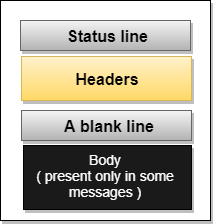 Status line
Headers
A blank line
Body
( present only in some
messages )